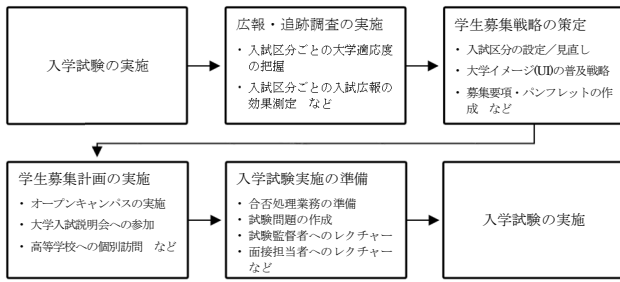 入学試験の実施
広報・追跡調査の実施
・ 入試区分ごとの大学適応度
の把握
・ 入試区分ごとの入試広報の
効果測定　など
学生募集戦略の策定
・ 入試区分の設定／見直し
・ 大学イメージ(UI)の普及戦略
・ 募集要項・パンフレットの作
成　など
学生募集計画の実施
・ オープンキャンパスの実施
・ 大学入試説明会への参加
・ 高等学校への個別訪問　など
入学試験実施の準備
・ 合否処理業務の準備
・ 試験問題の作成
・ 試験監督者へのレクチャー
・ 面接担当者へのレクチャー
など
入学試験の実施